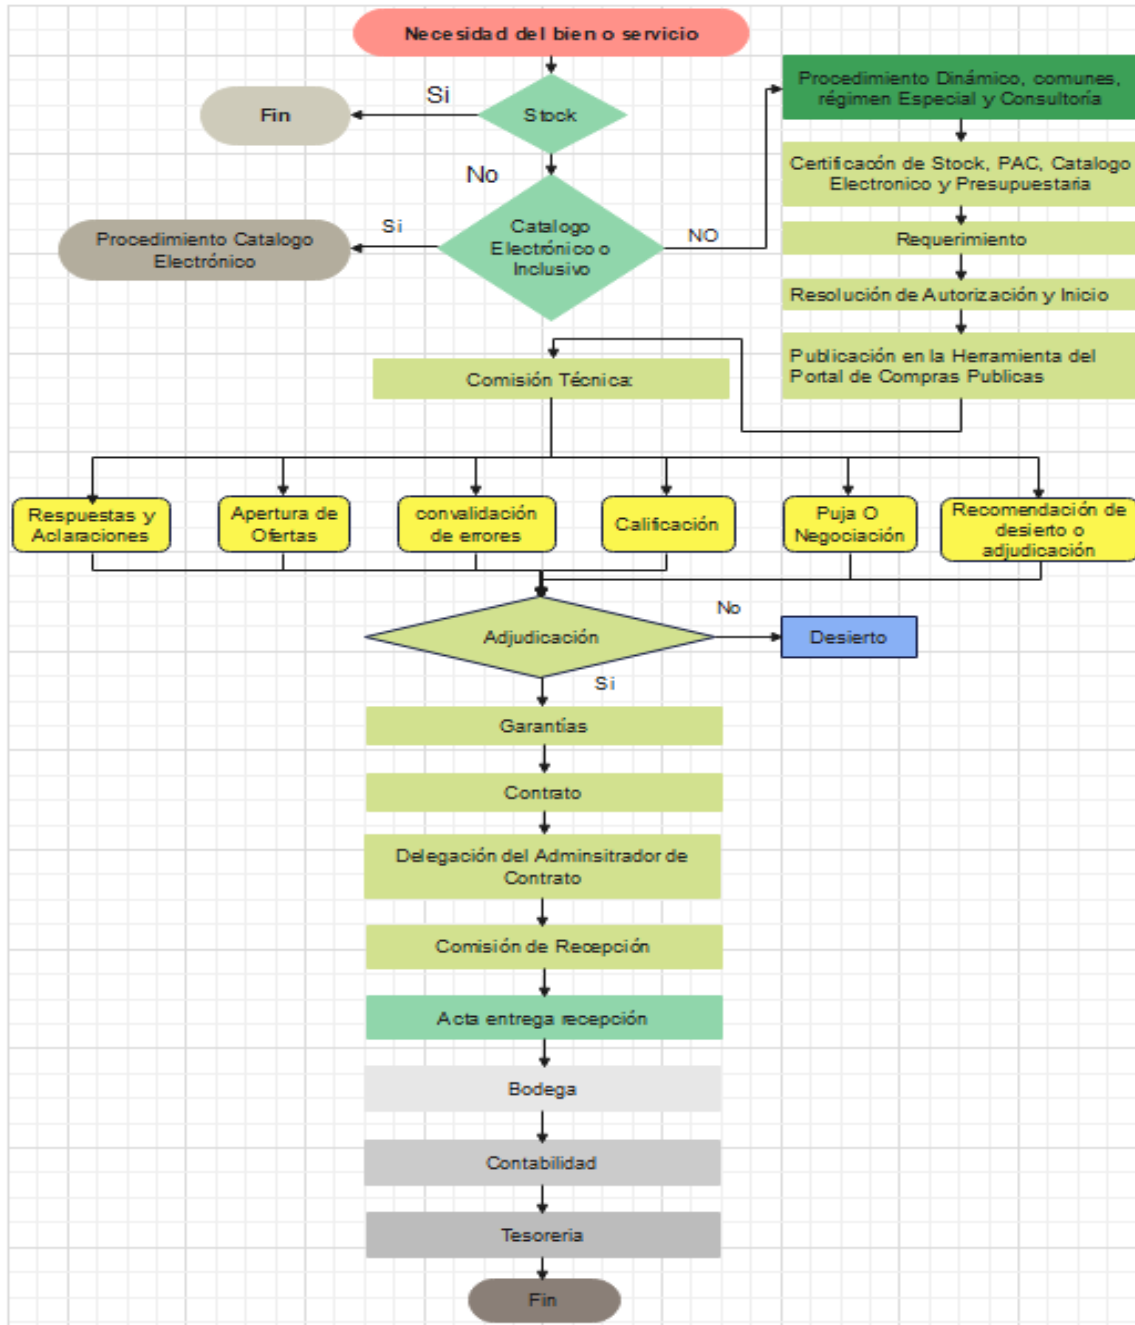 Necesidad del bien o servicio
Si
Fin
Stock
No
Procedimiento Dinámico, comunes,
régimen Especial y Consultoría
Certificacón de Stock, PAC, Catalogo
Electronico y Presupuestaria
Si
Procedimiento Catalogo
Electrónico
Catalogo
Electrónico o
Inclusivo
NO
Requerimiento
Resolución de Autorización y Inicio
Publicación en la Herramienta del
Portal de Compras Publicas
Comisión Técnica:
Respuestas y
Aclaraciones
Apertura de
Ofertas
convalidación
de errores
Calificación
Puja O
Negociación
Recomendación de
desierto o
adjudicación
Adjudicación
No
Desierto
Si
Garantías
Contrato
Delegación del Adminsitrador de
Contrato
Comisión de Recepción
Acta entrega recepción
Bodega
Contabilidad
Tesoreria
Fin